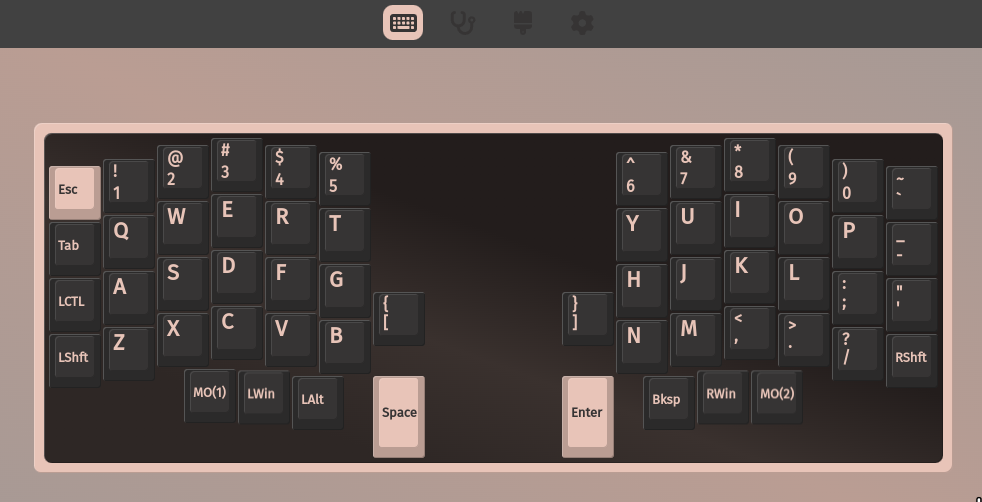 Esc
!
1
@
2
#
3
$
4
%
5
^
6
&
7
*
8
(
9
)
0
~
`
Tab
Q
W
E
R
T
Y
U
I
O
P
_
-
LCTL
A
S
D
F
G
{
[
}
]
H
J
K
L
:
;
"
'
LShft
Z
X
C
V
B
N
M
<
,
>
.
?
/
RShft
MO(1)
LWin
LAlt
Space
Enter
Bksp
RWin
MO(2)